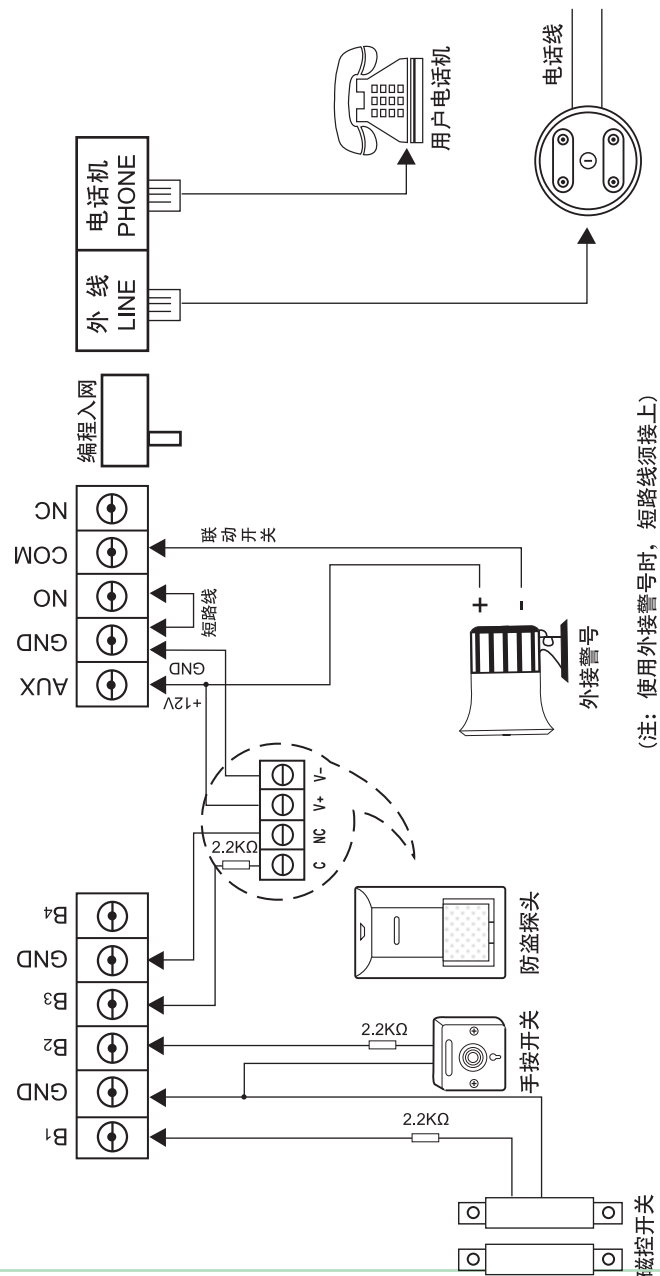 电话线
用户电话机
电话机
PHONE
外 线
LINE
编程入网
NC
COM
NO
GND
AUX
联动开关
短路线
GND
+12V
+
-
外接警号
(注：使用外接警号时，短路线须接上)
V-
V+
NC
C
2.2KΩ
防盗探头
B4
GND
B3
B2
GND
B1
2.2KΩ
手按开关
2.2KΩ
磁控开关